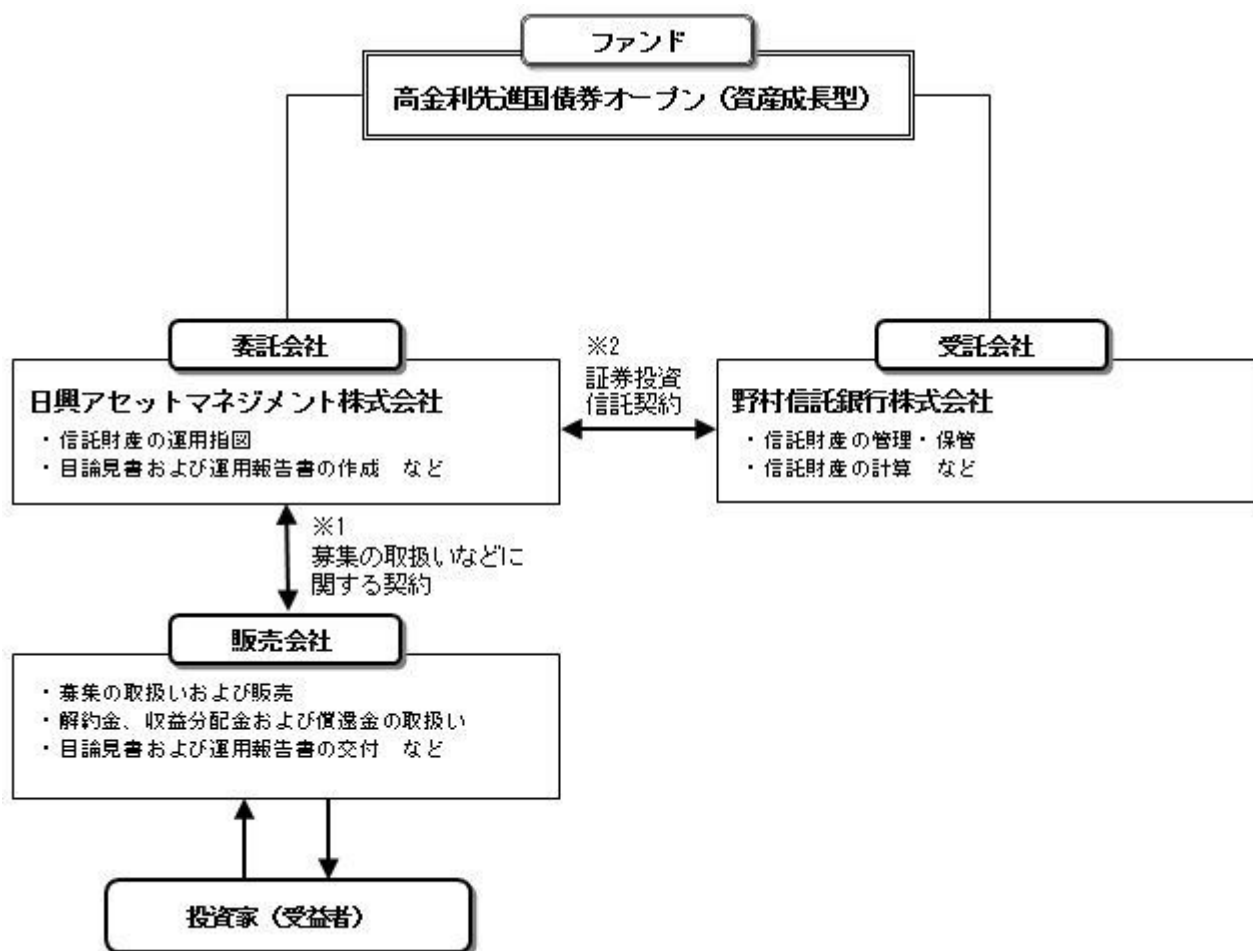 ファンド
高金利先進国債券オープン（資産成長型）
委託会社
日興アセットマネジメント株式会社
・信託財産の運用指図
・目論見書および運用報告書の作成　など
※2
証券投資
信託契約
受託会社
野村信託銀行株式会社
・信託財産の管理・保管
・信託財産の計算　など
※1
募集の取扱いなどに
関する契約
販売会社
・募集の取扱いおよび販売
・解約金、収益分配金および償還金の取扱い
・目論見書および運用報告書の交付　など
投資家（受益者）